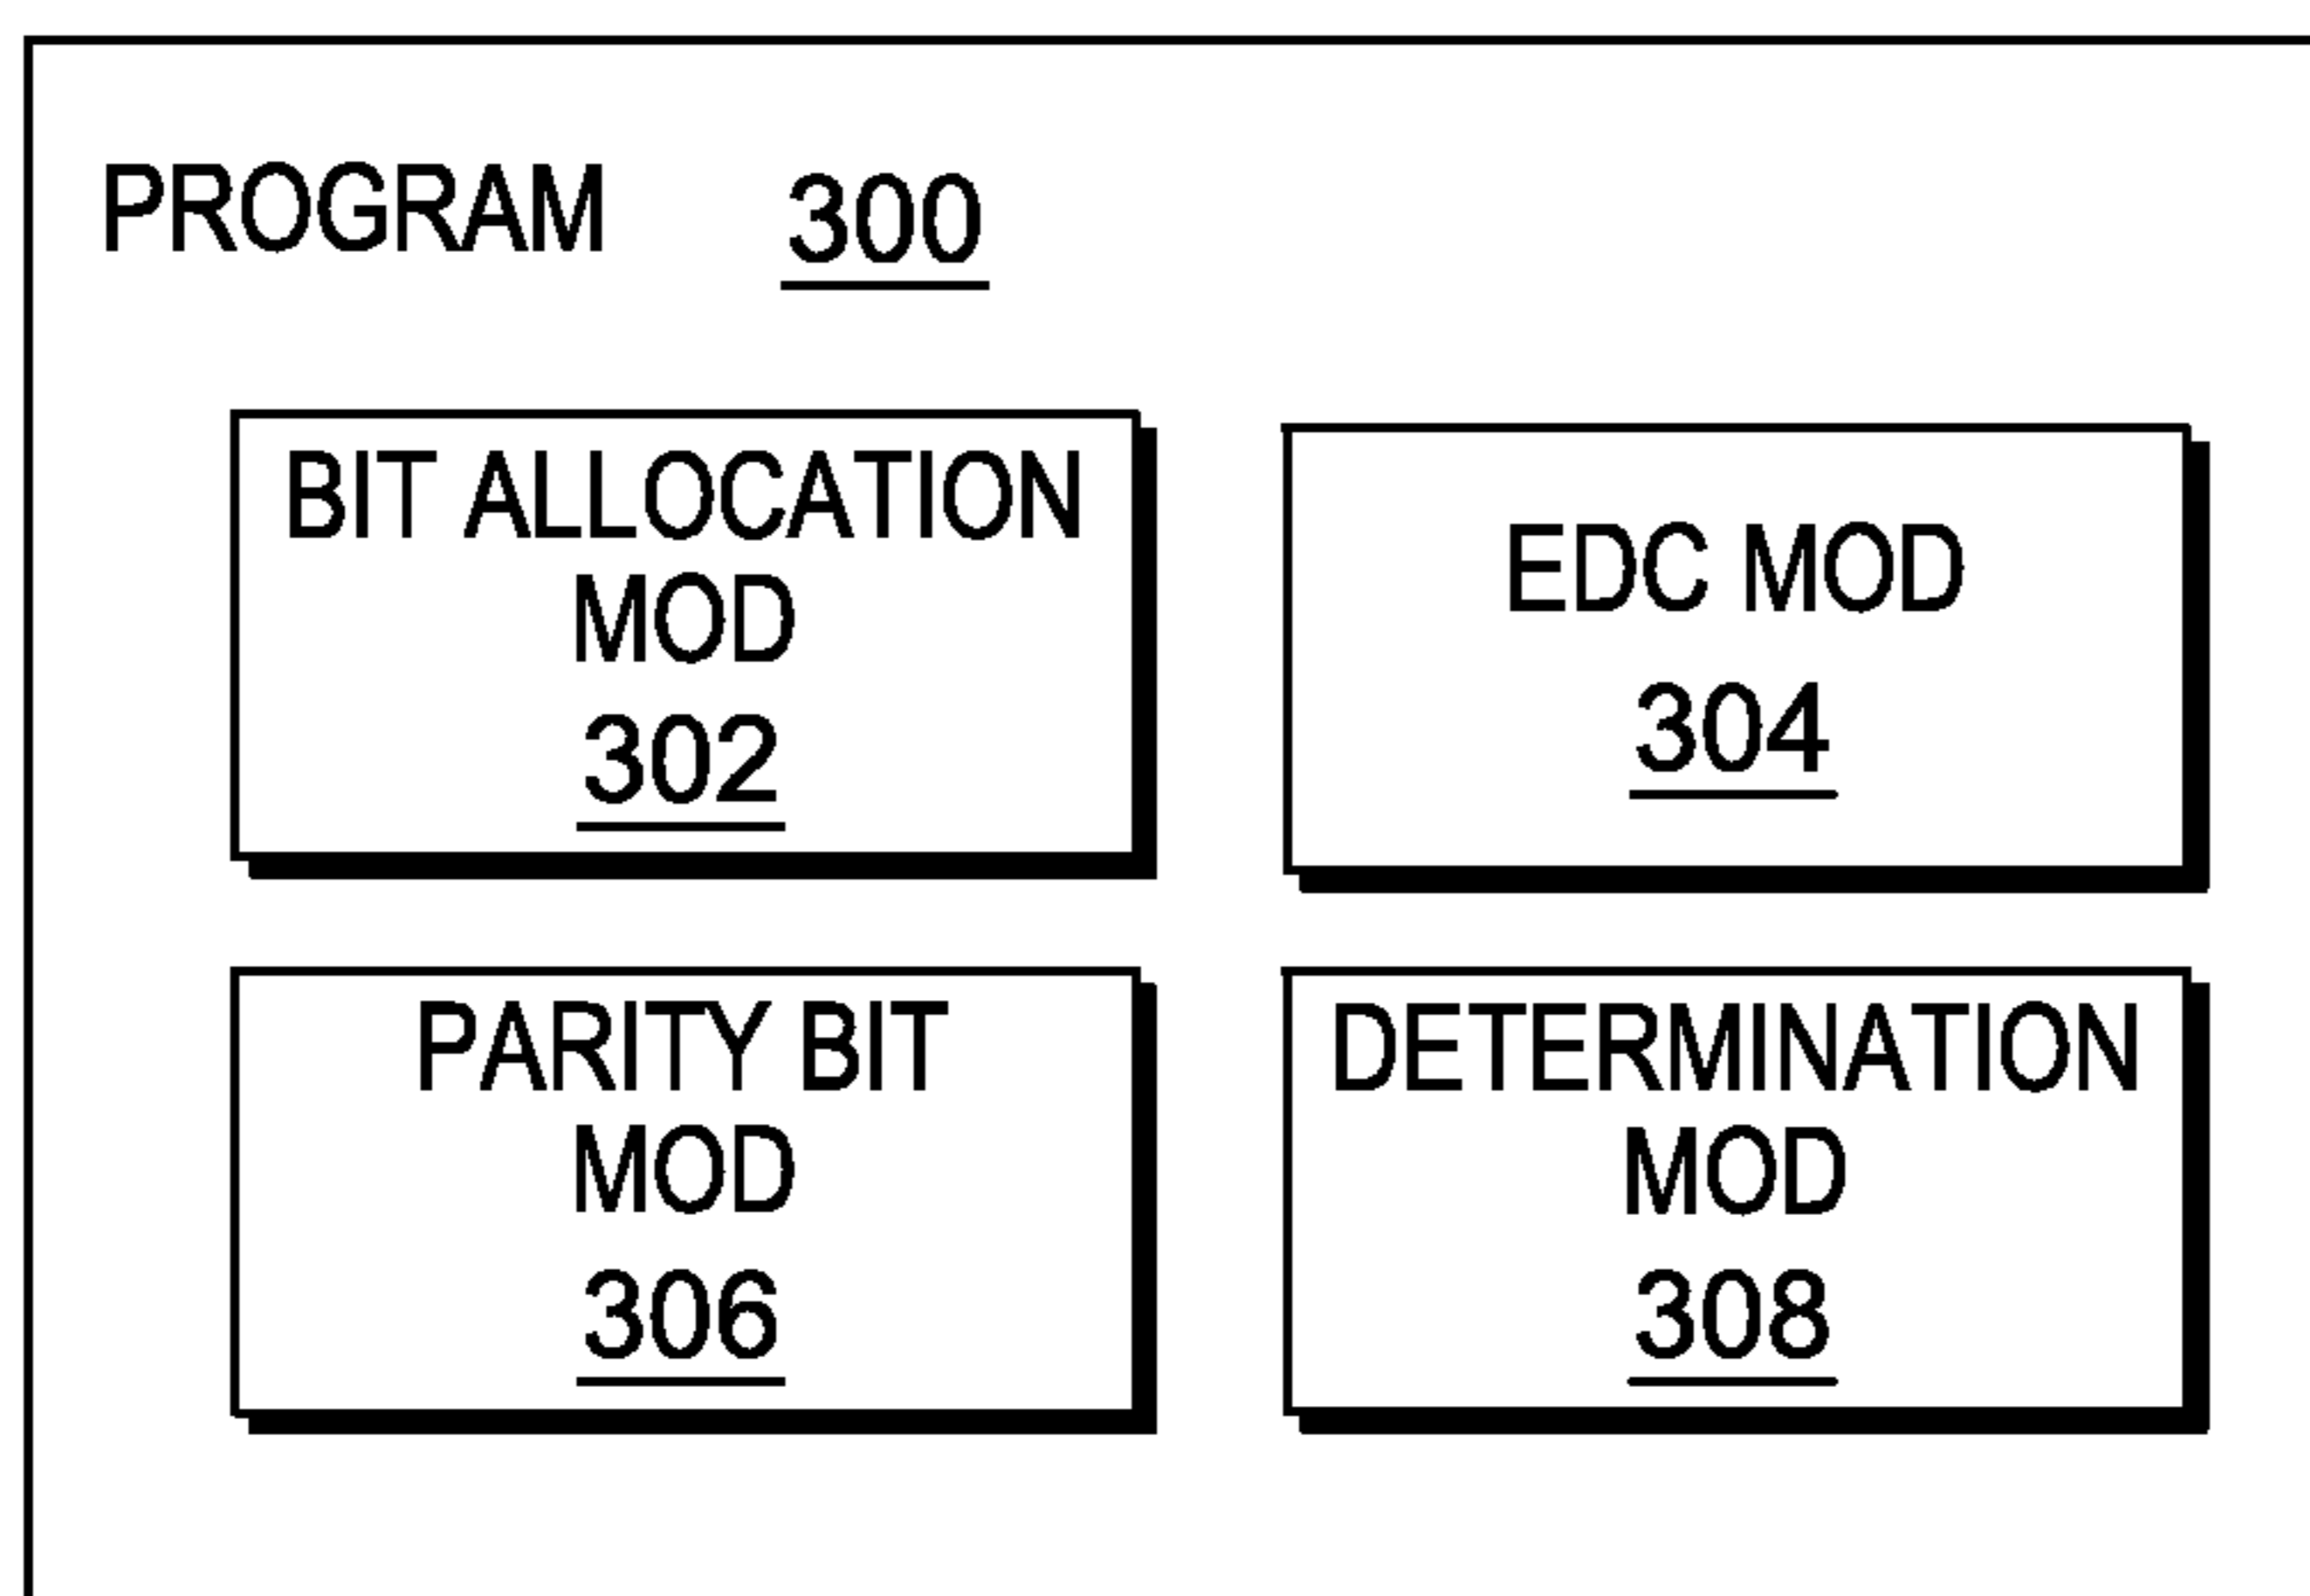 PROGRAM 300
BIT ALLOCATION
MOD
302
EDC MOD
304
PARITY BIT
MOD
306
DETERMINATION
MOD
308